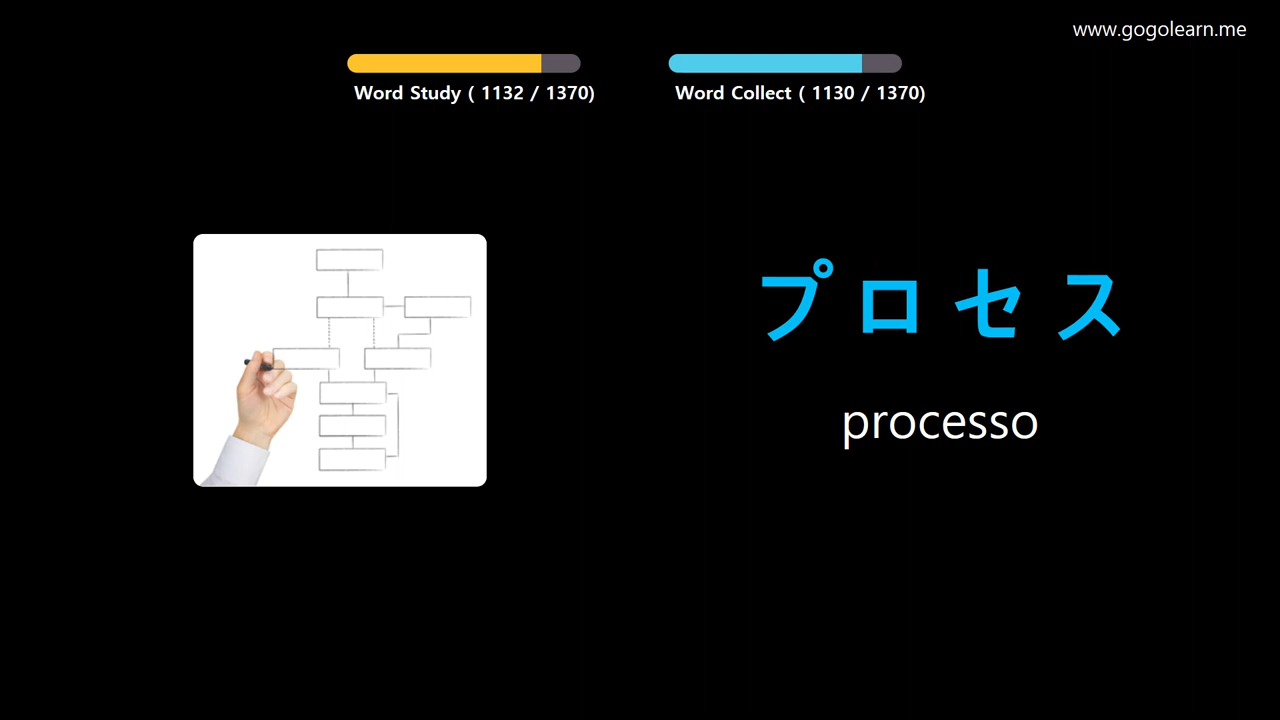 www.gogolearn.me
Word Study ( 1132 / 1370)
Word Collect ( 1130 / 1370)
プロセス
processo